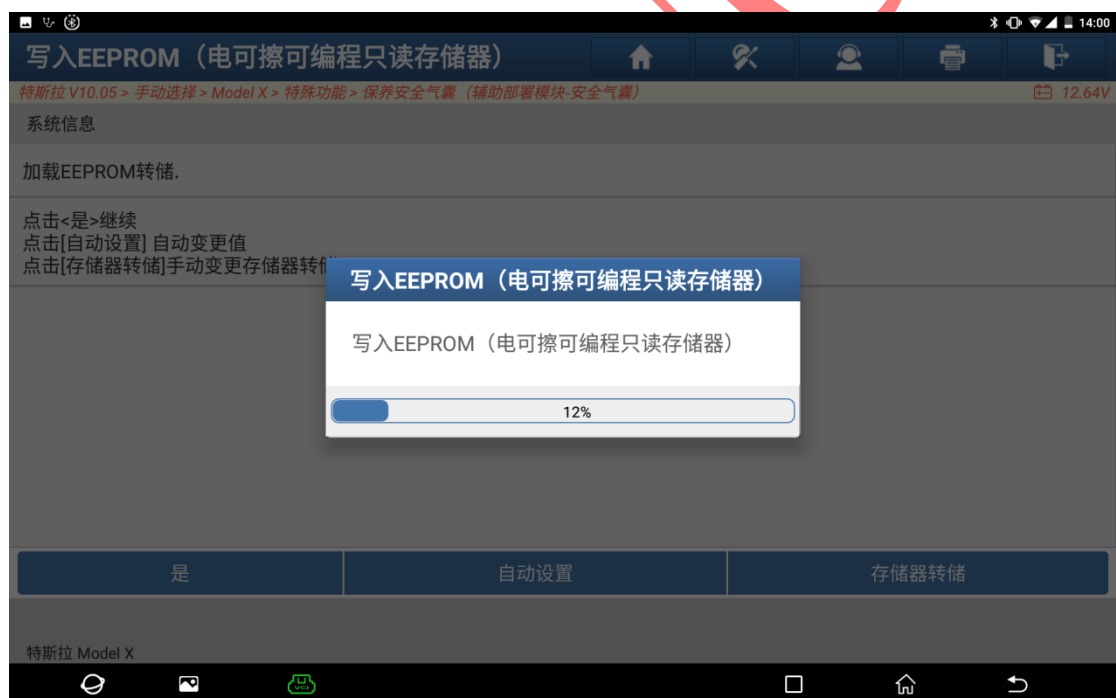 14:00
写入EEPROM（电可擦可编程只读存储器）
特斯拉 V10.05 > 手动选择 > Model X > 特殊功能 > 保养安全气囊（辅助部署模块-安全气囊）
12.64V
系统信息
加载EEPROM转储.
点击<是>继续
点击[自动设置] 自动变更值
点击[存储器转储]手动变更存储器转
写入EEPROM（电可擦可编程只读存储器）
写入EEPROM（电可擦可编程只读存储器）
12%
是
自动设置
存储器转储
特斯拉 Model X
VCI